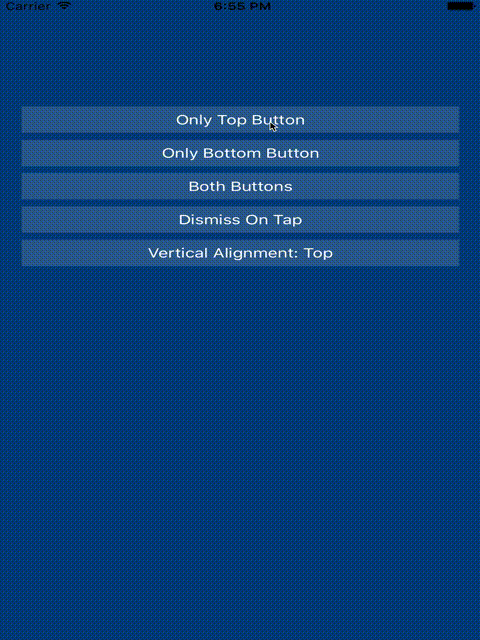 Carrier 6:55 PM
Only Top Button
Only Bottom Button
Both Buttons
Dismiss On Tap
Vertical Alignment: Top